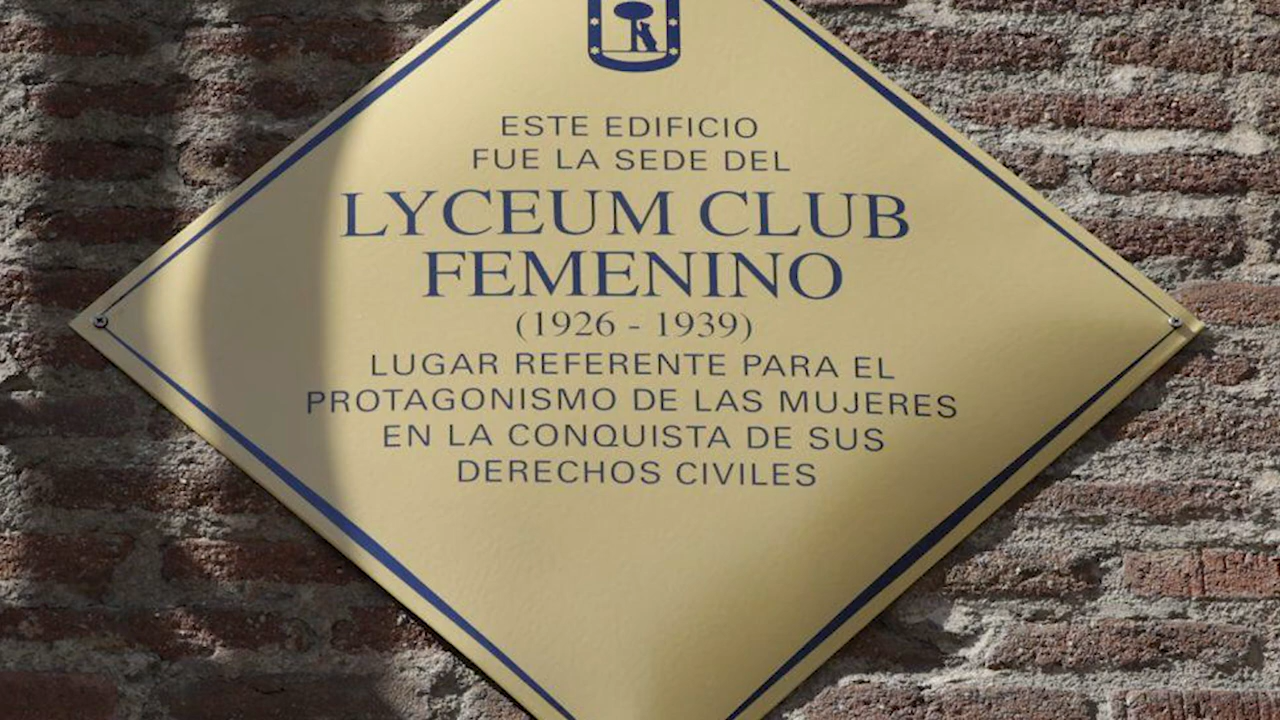 ESTE EDIFICIO
FUE LA SEDE DEL
LYCEUM CLUB
FEMENINO
(1926 - 1939)
LUGAR REFERENTE PARA EL
PROTAGONISMO DE LAS MUJERES
EN LA CONQUISTA DE SUS
DERECHOS CIVILES